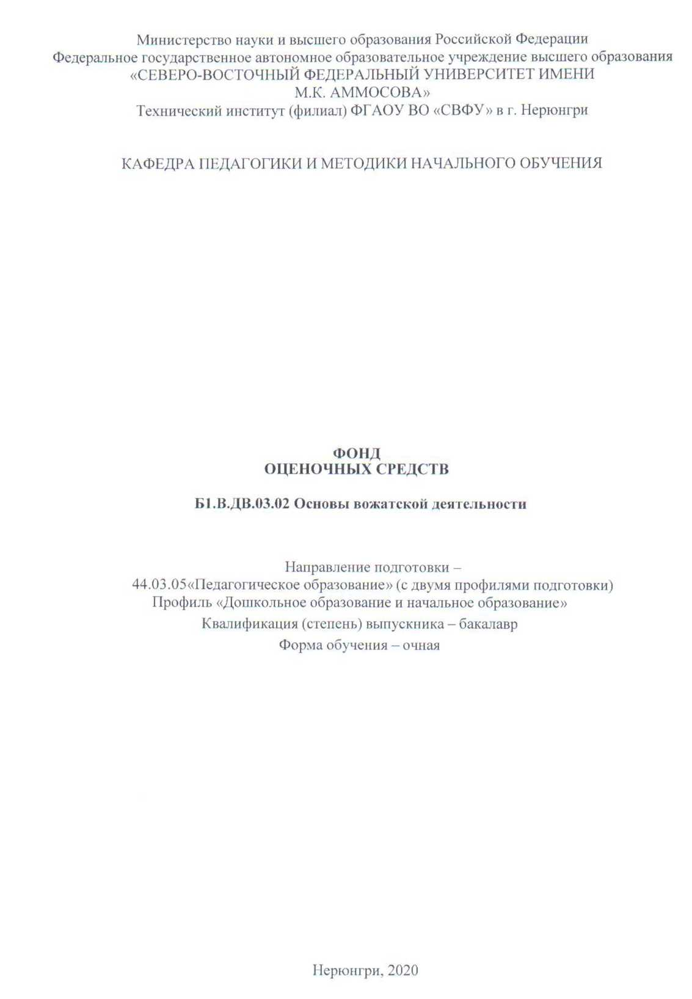 Министерство науки и высшего образования Российской Федерации
Федеральное государственное автономное образовательное учреждение высшего образования
«СЕВЕРО-ВОСТОЧНЫЙ ФЕДЕРАЛЬНЫЙ УНИВЕРСИТЕТ ИМЕНИ
М.К. АММОСОВА»
Технический институт (филиал) ФГАОУ ВО «СВФУ» в г. Нерюнгри
КАФЕДРА ПЕДАГОГИКИ И МЕТОДИКИ НАЧАЛЬНОГО ОБУЧЕНИЯ
ФОНД
ОЦЕНОЧНЫХ СРЕДСТВ
Б1.В.ДВ.03.02 Основы вожатской деятельности
Направление подготовки –
44.03.05«Педагогическое образование» (с двумя профилями подготовки)
Профиль «Дошкольное образование и начальное образование»
Квалификация (степень) выпускника – бакалавр
Форма обучения – очная
Нерюнгри, 2020